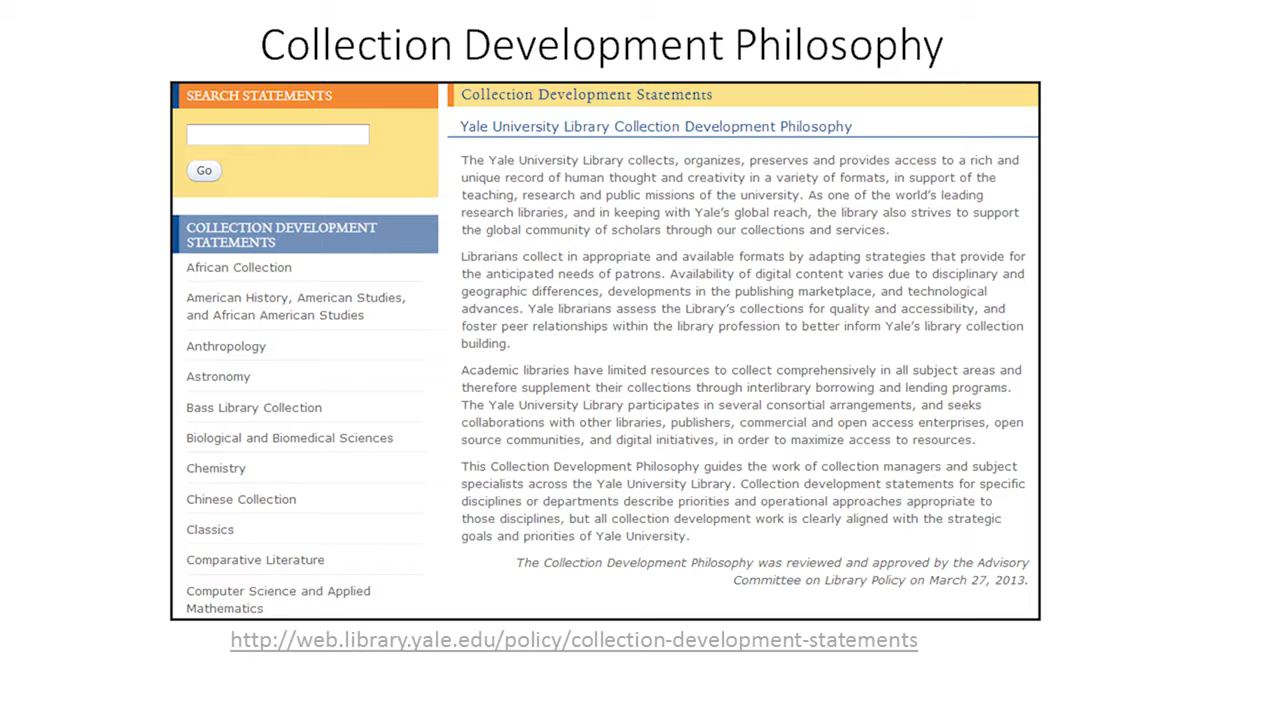 Collection Development Philosophy
SEARCH STATEMENTS
Go
COLLECTION DEVELOPMENT
STATEMENTS
African Collection
American History, American Studies,
and African American Studies
Anthropology
Astronomy
Bass Library Collection
Biological and Biomedical Sciences
Chemistry
Chinese Collection
Classics
Comparative Literature
Computer Science and Applied
Mathematics
Collection Development Statements
Yale University Library Collection Development Philosophy
The Yale University Library collects, organizes, preserves and provides access to a rich and
unique record of human thought and creativity in a variety of formats, in support of the
teaching, research and public missions of the university. As one of the world's leading
research libraries, and in keeping with Yale's global reach, the library also strives to support
the global community of scholars through our collections and services.
Librarians collect in appropriate and available formats by adapting strategies that provide for
the anticipated needs of patrons. Availability of digital content varies due to disciplinary and
geographic differences, developments in the publishing marketplace, and technological
advances. Yale librarians assess the Library's collections for quality and accessibility, and
foster peer relationships within the library profession to better inform Yale's library collection
building.
Academic libraries have limited resources to collect comprehensively in all subject areas and
therefore supplement their collections through interlibrary borrowing and lending programs.
The Yale University Library participates in several consortial arrangements, and seeks
collaborations with other libraries, publishers, commercial and open access enterprises, open
source communities, and digital initiatives, in order to maximize access to resources.
This Collection Development Philosophy guides the work of collection managers and subject
specialists across the Yale University Library. Collection development statements for specific
disciplines or departments describe priorities and operational approaches appropriate to
those disciplines, but all collection development work is clearly aligned with the strategic
goals and priorities of Yale University.
The Collection Development Philosophy was reviewed and approved by the Advisory
Committee on Library Policy on March 27, 2013.
http://web.library.yale.edu/policy/collection-development-statements